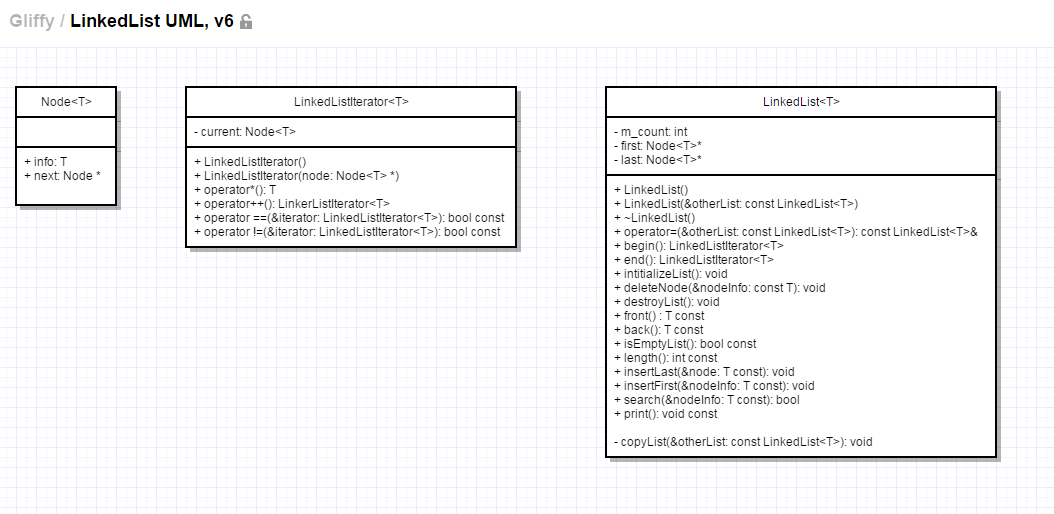 Gliffy / LinkedList UML, v6
Node<T>
+ info: T
+ next: Node *
LinkedListIterator<T>
- current: Node<T>
+ LinkedListIterator()
+ LinkedListIterator(node: Node<T> *)
+ operator*(): T
+ operator++(): LinkerListIterator<T>
+ operator ==(&iterator: LinkedListIterator<T>): bool const
+ operator !=(&iterator: LinkedListIterator<T>): bool const
LinkedList<T>
- m_count: int
- first: Node<T>*
- last: Node<T>*
+ LinkedList()
+ LinkedList(&otherList: const LinkedList<T>)
+ ~LinkedList()
+ operator=(&otherList: const LinkedList<T>): const LinkedList<T>&
+ begin(): LinkedListIterator<T>
+ end(): LinkedListIterator<T>
+ intitializeList(): void
+ deleteNode(&nodeInfo: const T): void
+ destroyList(): void
+ front() : T const
+ back(): T const
+ isEmptyList(): bool const
+ length(): int const
+ insertLast(&node: T const): void
+ insertFirst(&nodeInfo: T const): void
+ search(&nodeInfo: T const): bool
+ print(): void const
- copyList(&otherList: const LinkedList<T>): void